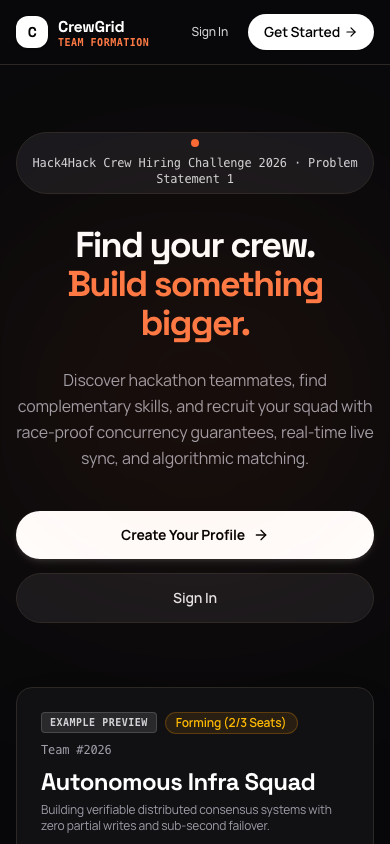 C
CrewGrid
TEAM FORMATION
Sign In
Get Started →
Hack4Hack Crew Hiring Challenge 2026 · Problem
Statement 1
Find your crew.
Build something
bigger.
Discover hackathon teammates, find
complementary skills, and recruit your squad with
race-proof concurrency guarantees, real-time live
sync, and algorithmic matching.
Create Your Profile →
Sign In
EXAMPLE PREVIEW
Forming (2/3 Seats)
Team #2026
Autonomous Infra Squad
Building verifiable distributed consensus systems with
zero partial writes and sub-second failover.